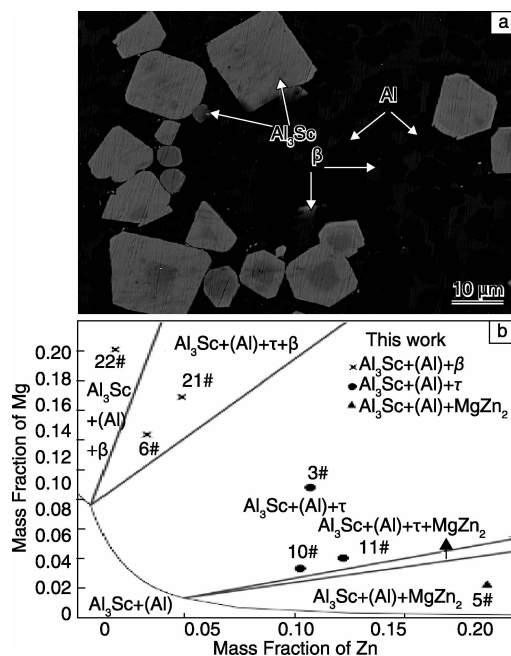 a
Al
Al₃Sc
β
10 μm
b
This work
Al₃Sc+(Al)+β
Al₃Sc+(Al)+τ
Al₃Sc+(Al)+MgZn₂
Al₃Sc+(Al)+τ+β
22#
21#
Al₃Sc
+(Al)
+β
6#
3#
Al₃Sc+(Al)+τ
Al₃Sc+(Al)+τ+MgZn₂
10#
11#
Al₃Sc+(Al)
Al₃Sc+(Al)+MgZn₂
5#
Mass Fraction of Mg
0.20
0.18
0.16
0.14
0.12
0.10
0.08
0.06
0.04
0.02
0
0
0.05
0.10
0.15
0.20
Mass Fraction of Zn